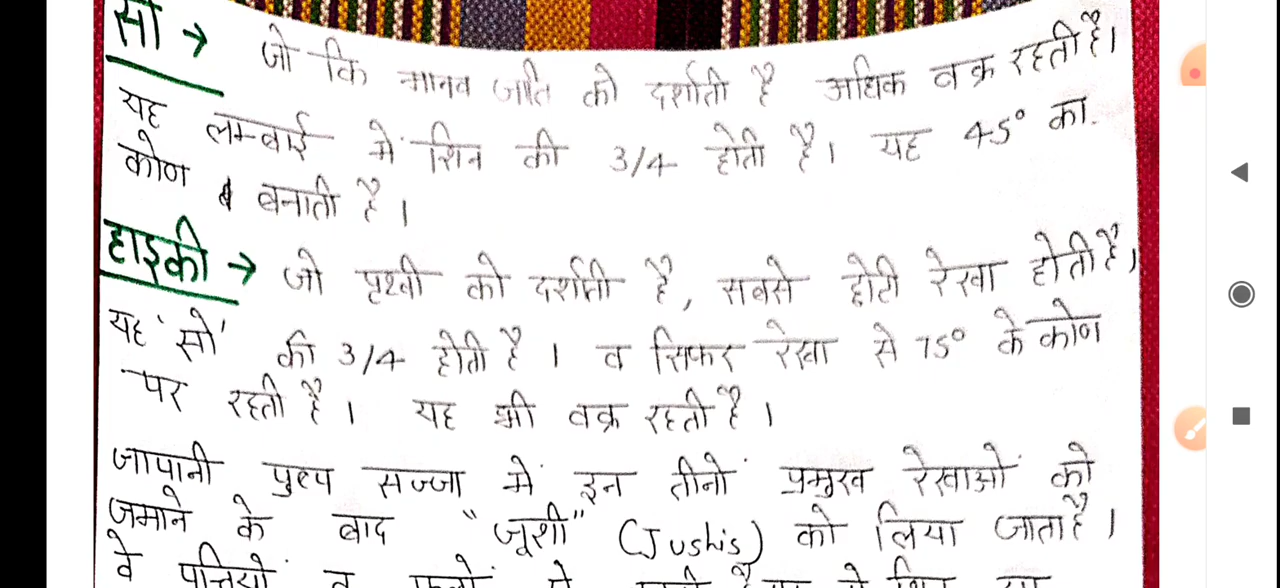 सो → जो कि मानव जाति को दर्शाती है अधिक वक्र रहती है।
यह लम्बाई में शिन की 3/4 होती है। यह 45° का
कोण बनाती है।
हाइकी → जो पृथ्वी को दर्शाती है, सबसे छोटी रेखा होती है।
यह 'सो' की 3/4 होती है। व सिफर रेखा से 75° के कोण
पर रहती है। यह भी वक्र रहती है।
जापानी पुष्प सज्जा में इन तीनों प्रमुख रेखाओं को
जमाने के बाद "जूशी" (Jushis) को लिया जाता है।
वे पत्तियों व